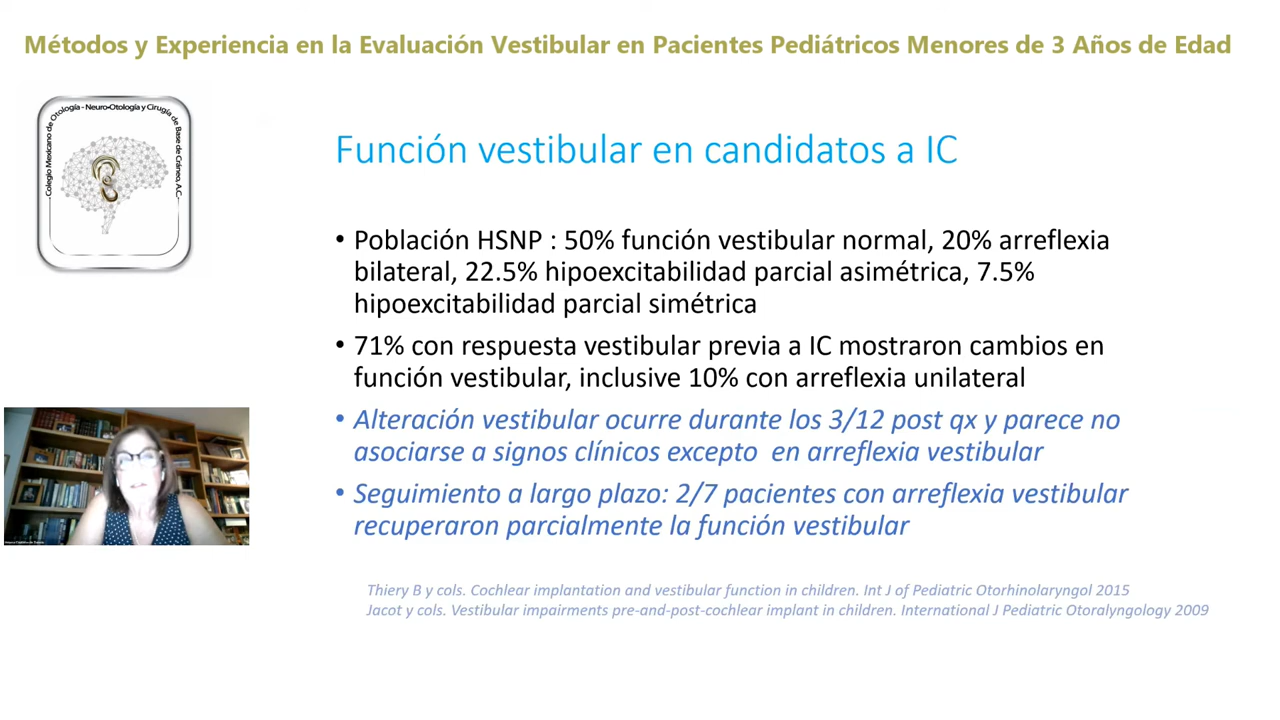 Métodos y Experiencia en la Evaluación Vestibular en Pacientes Pediátricos Menores de 3 Años de Edad
Colegio Mexicano de Otología - Neuro-Otología y Cirugía de Base de Cráneo, A.C.
Función vestibular en candidatos a IC
• Población HSNP : 50% función vestibular normal, 20% arreflexia
bilateral, 22.5% hipoexcitabilidad parcial asimétrica, 7.5%
hipoexcitabilidad parcial simétrica
• 71% con respuesta vestibular previa a IC mostraron cambios en
función vestibular, inclusive 10% con arreflexia unilateral
• Alteración vestibular ocurre durante los 3/12 post qx y parece no
asociarse a signos clínicos excepto en arreflexia vestibular
• Seguimiento a largo plazo: 2/7 pacientes con arreflexia vestibular
recuperaron parcialmente la función vestibular
Thiery B y cols. Cochlear implantation and vestibular function in children. Int J of Pediatric Otorhinolaryngol 2015
Jacot y cols. Vestibular impairments pre-and-post-cochlear implant in children. International J Pediatric Otoralyngology 2009